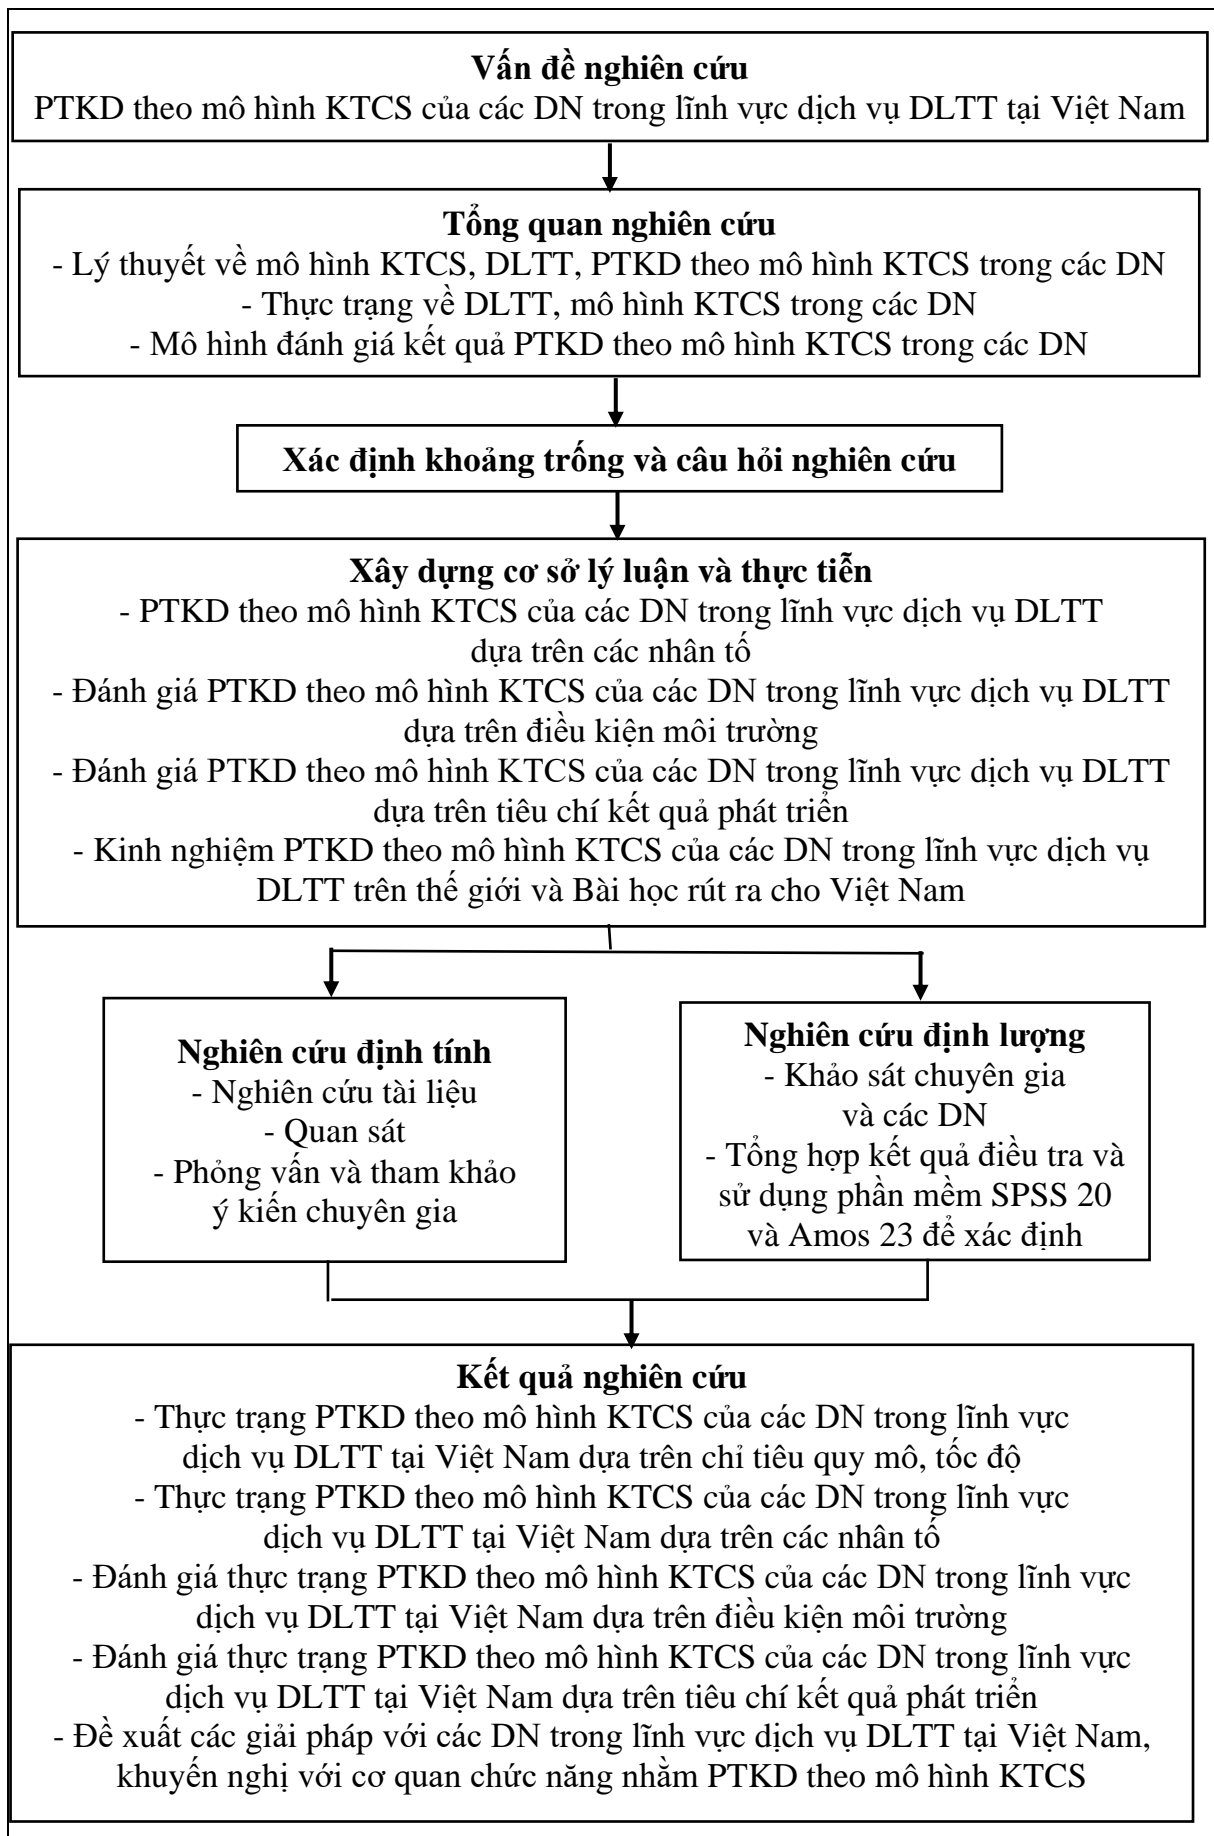 Vấn đề nghiên cứu
PTKD theo mô hình KTCS của các DN trong lĩnh vực dịch vụ DLTT tại Việt Nam
Tổng quan nghiên cứu
- Lý thuyết về mô hình KTCS, DLTT, PTKD theo mô hình KTCS trong các DN
- Thực trạng về DLTT, mô hình KTCS trong các DN
- Mô hình đánh giá kết quả PTKD theo mô hình KTCS trong các DN
Xác định khoảng trống và câu hỏi nghiên cứu
Xây dựng cơ sở lý luận và thực tiễn
- PTKD theo mô hình KTCS của các DN trong lĩnh vực dịch vụ DLTT
dựa trên các nhân tố
- Đánh giá PTKD theo mô hình KTCS của các DN trong lĩnh vực dịch vụ DLTT
dựa trên điều kiện môi trường
- Đánh giá PTKD theo mô hình KTCS của các DN trong lĩnh vực dịch vụ DLTT
dựa trên tiêu chí kết quả phát triển
- Kinh nghiệm PTKD theo mô hình KTCS của các DN trong lĩnh vực dịch vụ
DLTT trên thế giới và Bài học rút ra cho Việt Nam
Nghiên cứu định tính
- Nghiên cứu tài liệu
- Quan sát
- Phỏng vấn và tham khảo
ý kiến chuyên gia
Nghiên cứu định lượng
- Khảo sát chuyên gia
và các DN
- Tổng hợp kết quả điều tra và
sử dụng phần mềm SPSS 20
và Amos 23 để xác định
Kết quả nghiên cứu
- Thực trạng PTKD theo mô hình KTCS của các DN trong lĩnh vực
dịch vụ DLTT tại Việt Nam dựa trên chỉ tiêu quy mô, tốc độ
- Thực trạng PTKD theo mô hình KTCS của các DN trong lĩnh vực
dịch vụ DLTT tại Việt Nam dựa trên các nhân tố
- Đánh giá thực trạng PTKD theo mô hình KTCS của các DN trong lĩnh vực
dịch vụ DLTT tại Việt Nam dựa trên điều kiện môi trường
- Đánh giá thực trạng PTKD theo mô hình KTCS của các DN trong lĩnh vực
dịch vụ DLTT tại Việt Nam dựa trên tiêu chí kết quả phát triển
- Đề xuất các giải pháp với các DN trong lĩnh vực dịch vụ DLTT tại Việt Nam,
khuyến nghị với cơ quan chức năng nhằm PTKD theo mô hình KTCS